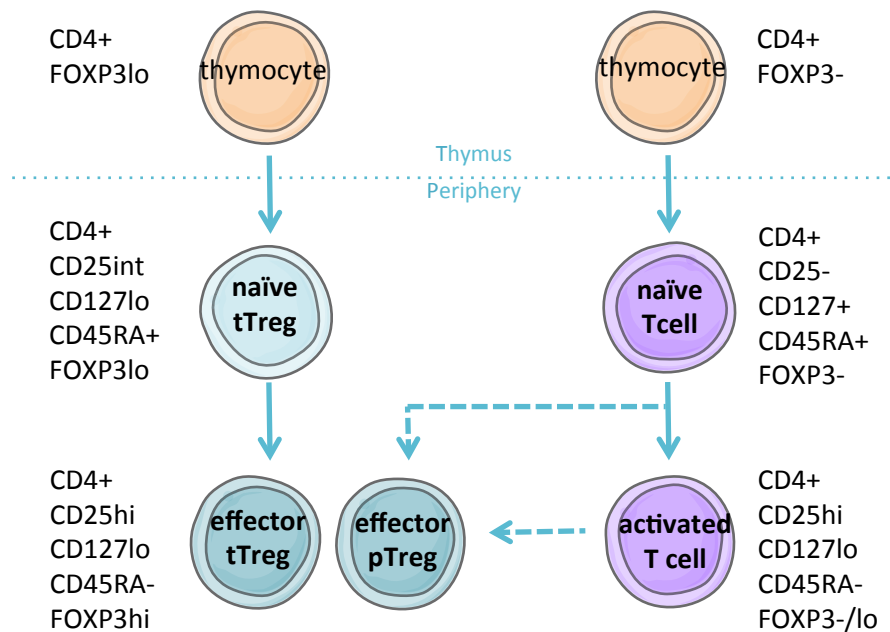 CD4+
FOXP3lo
thymocyte
thymocyte
CD4+
FOXP3-
Thymus
Periphery
CD4+
CD25int
CD127lo
CD45RA+
FOXP3lo
naïve
tTreg
naïve
Tcell
CD4+
CD25-
CD127+
CD45RA+
FOXP3-
CD4+
CD25hi
CD127lo
CD45RA-
FOXP3hi
effector
tTreg
effector
pTreg
activated
T cell
CD4+
CD25hi
CD127lo
CD45RA-
FOXP3-/lo